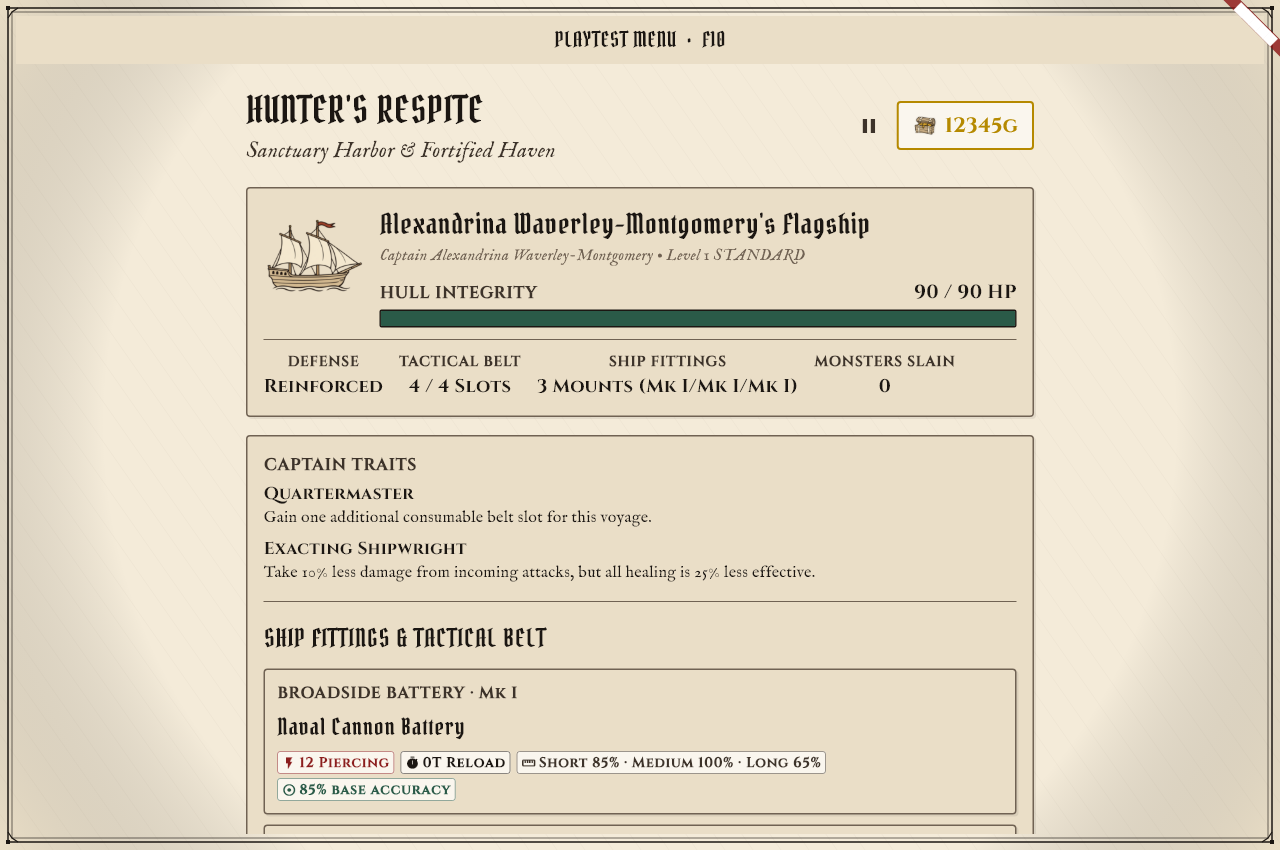 PLAYTEST MENU · F10
HUNTER'S RESPITE
Sanctuary Harbor & Fortified Haven
12345G
Alexandrina Waverley-Montgomery's Flagship
Captain Alexandrina Waverley-Montgomery • Level 1 STANDARD
HULL INTEGRITY 90 / 90 HP
DEFENSE TACTICAL BELT SHIP FITTINGS MONSTERS SLAIN
Reinforced 4 / 4 Slots 3 Mounts (Mk I/Mk I/Mk I) 0
CAPTAIN TRAITS
Quartermaster
Gain one additional consumable belt slot for this voyage.
Exacting Shipwright
Take 10% less damage from incoming attacks, but all healing is 25% less effective.
SHIP FITTINGS & TACTICAL BELT
BROADSIDE BATTERY · Mk I
Naval Cannon Battery
12 Piercing 0T Reload Short 85% · Medium 100% · Long 65%
85% base accuracy